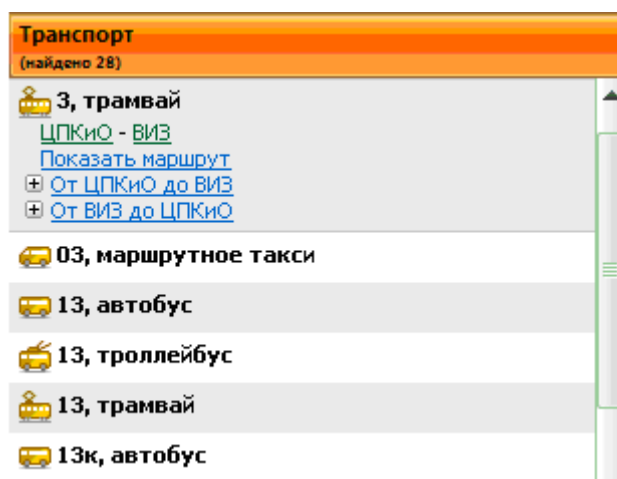 Транспорт
(найдено 28)
3, трамвай
ЦПКиО - ВИЗ
Показать маршрут
От ЦПКиО до ВИЗ
От ВИЗ до ЦПКиО
03, маршрутное такси
13, автобус
13, троллейбус
13, трамвай
13к, автобус